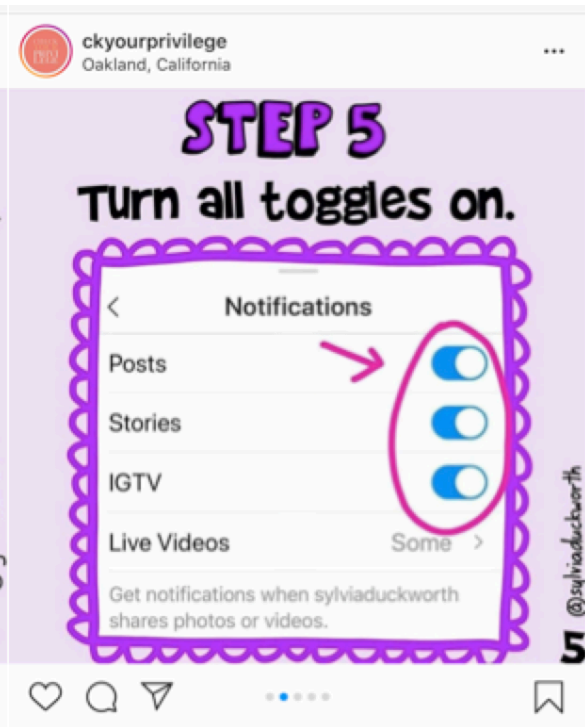 ckyourprivilege
Oakland, California
STEP 5
Turn all toggles on.
Notifications
Posts
Stories
IGTV
Live Videos
Some
Get notifications when sylviaduckworth
shares photos or videos.
@sylviaduckworth
5